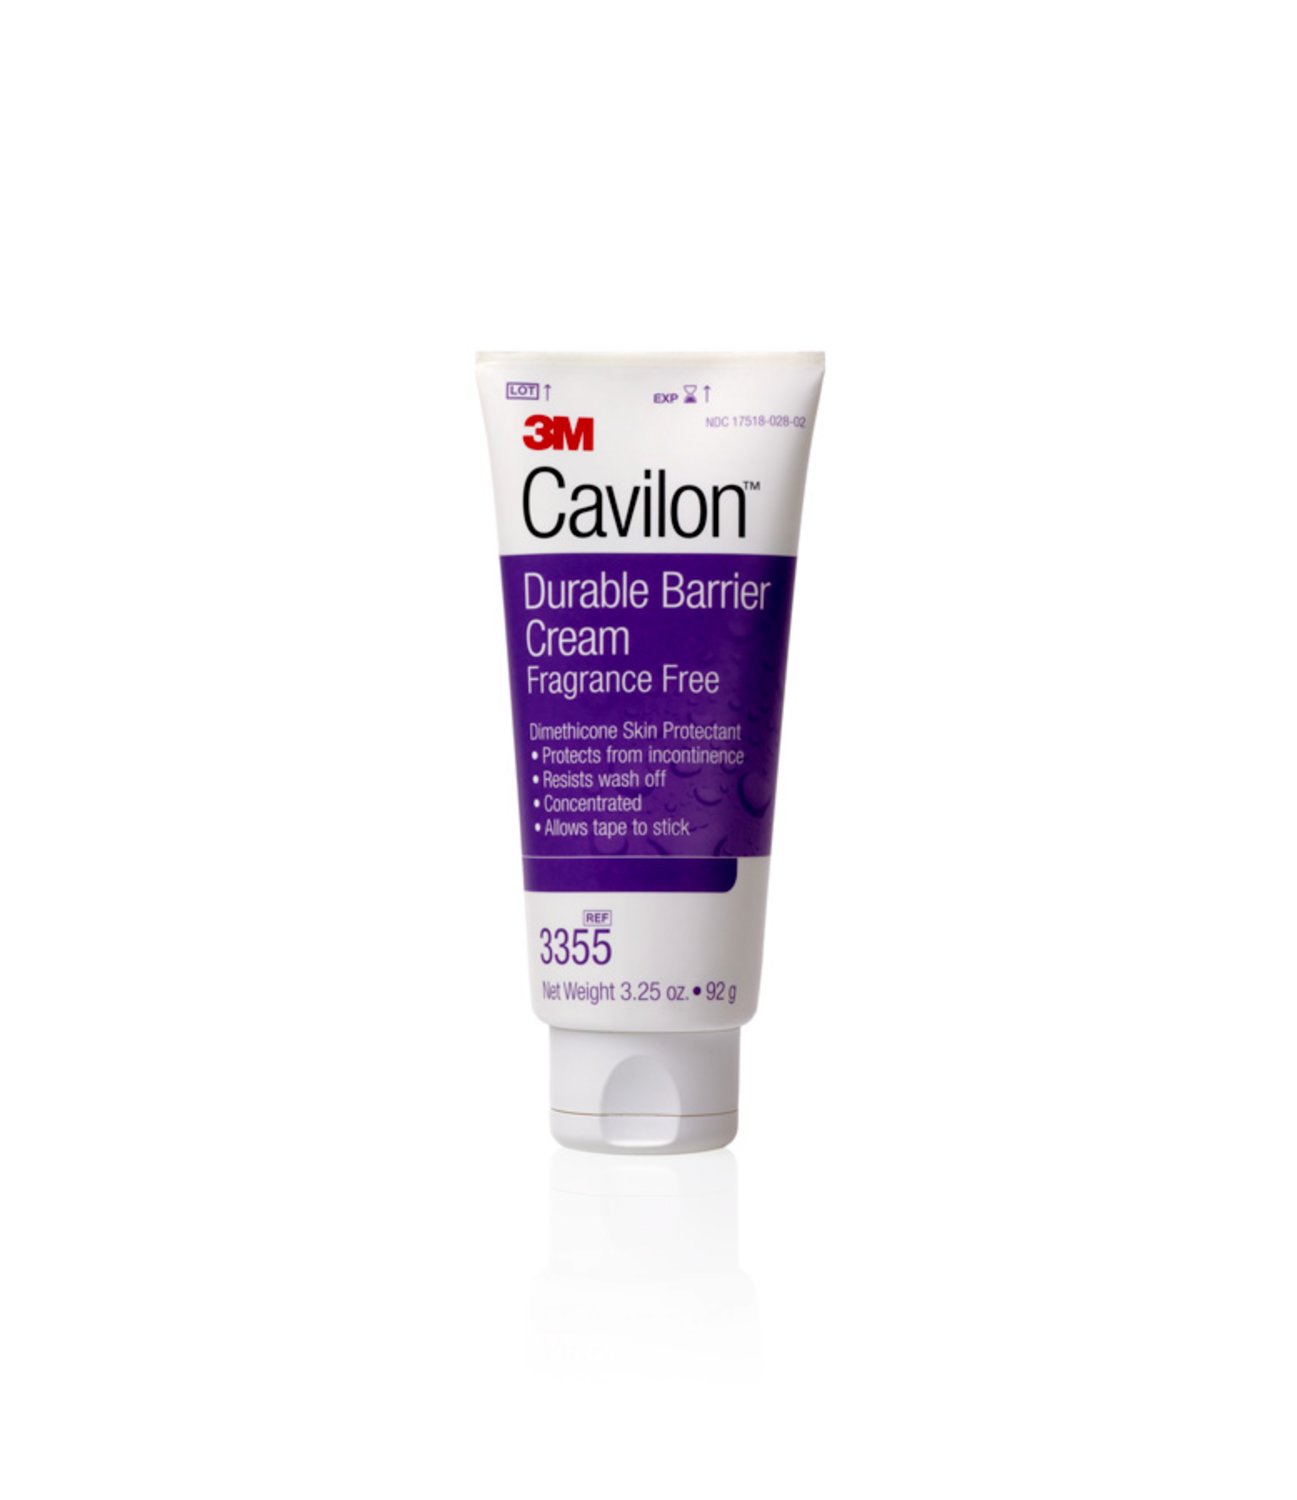 LOT
EXP
NDC 17518-028-02
3M
Cavilon™
Durable Barrier
Cream
Fragrance Free
Dimethicone Skin Protectant
• Protects from incontinence
• Resists wash off
• Concentrated
• Allows tape to stick
REF
3355
Net Weight 3.25 oz. • 92 g